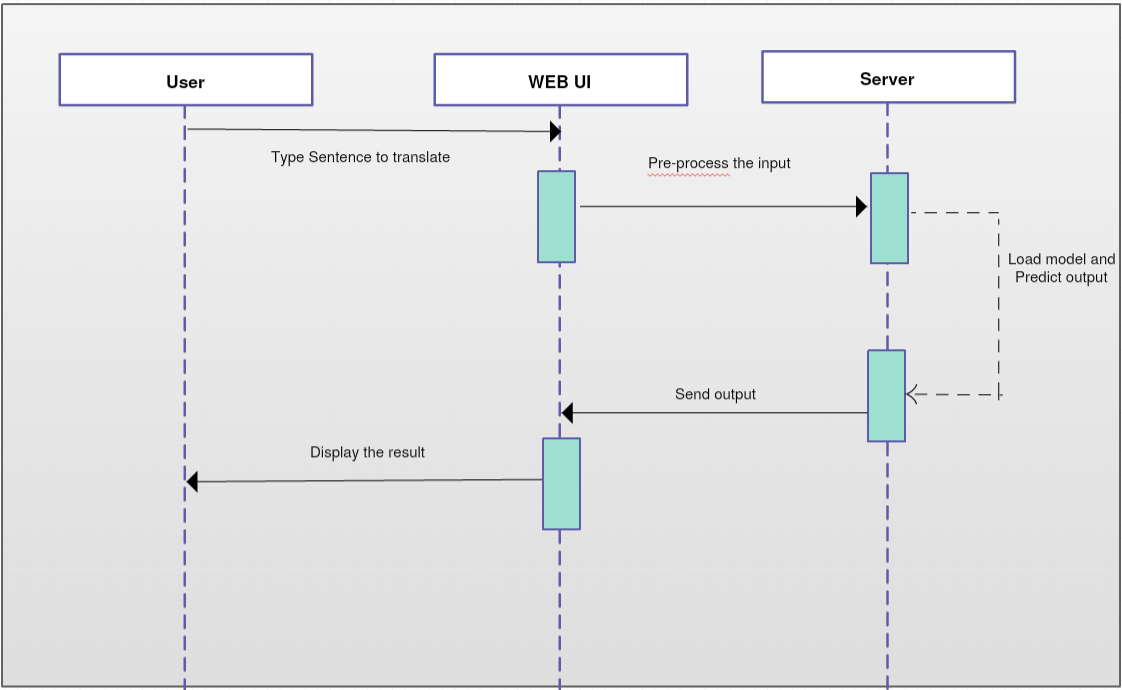 User
WEB UI
Server
Type Sentence to translate
Pre-process the input
Load model and
Predict output
Send output
Display the result